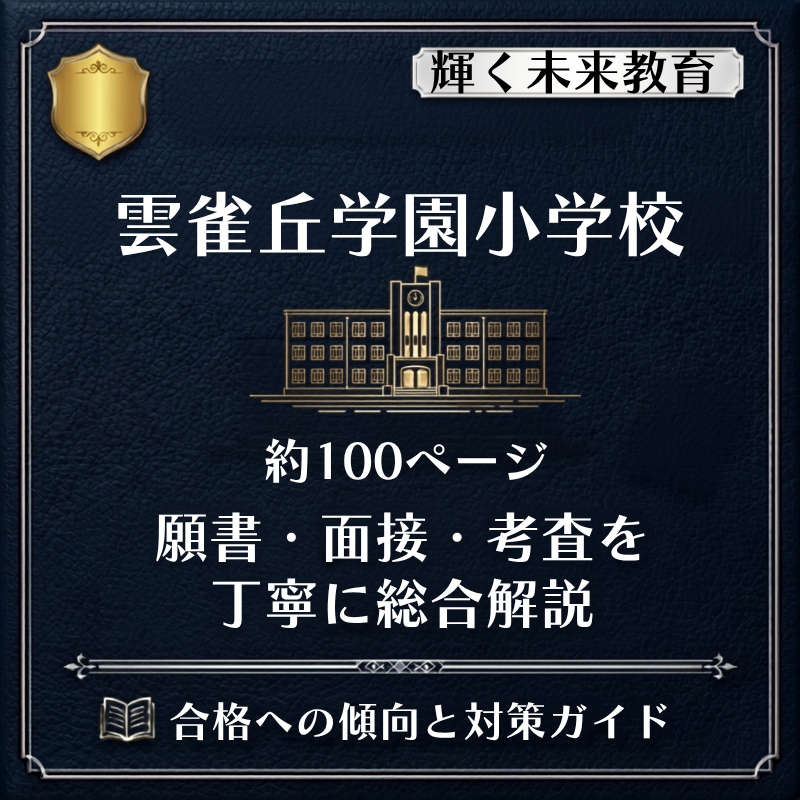 輝く未来教育
雲雀丘学園小学校
約100ページ
願書・面接・考査を
丁寧に総合解説
合格への傾向と対策ガイド